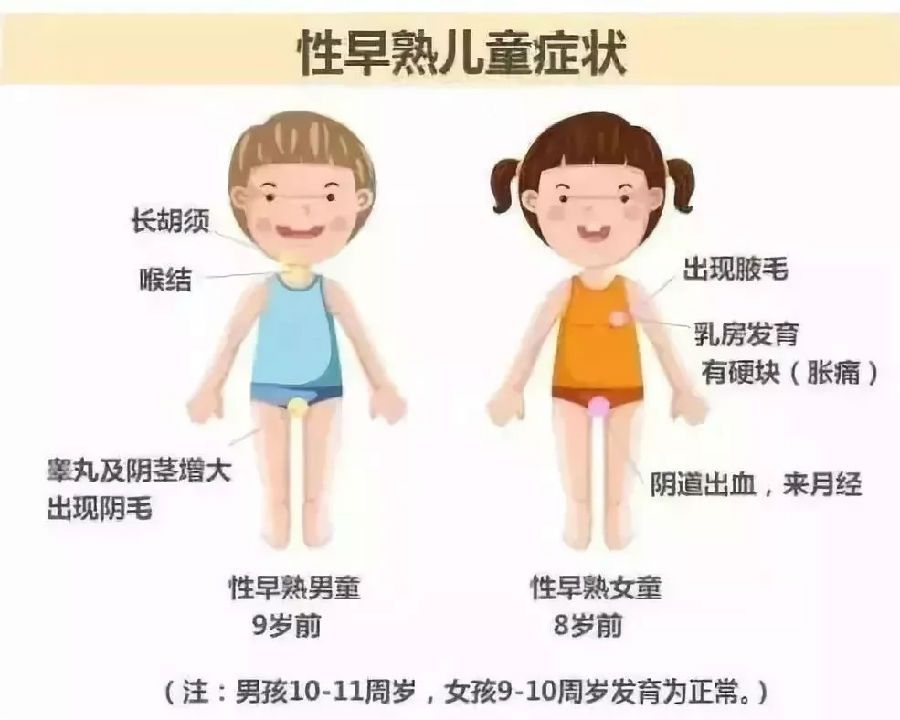 性早熟儿童症状
长胡须
喉结
睾丸及阴茎增大
出现阴毛
出现腋毛
乳房发育
有硬块（胀痛）
阴道出血，来月经
性早熟男童
9岁前
性早熟女童
8岁前
（注：男孩10-11周岁，女孩9-10周岁发育为正常。）